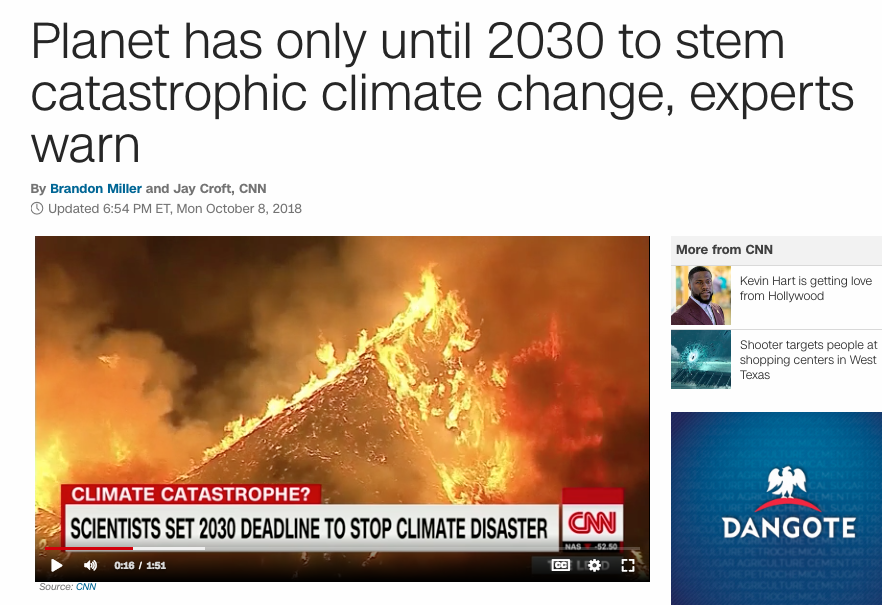 Planet has only until 2030 to stem
catastrophic climate change, experts
warn
By Brandon Miller and Jay Croft, CNN
Updated 6:54 PM ET, Mon October 8, 2018
CLIMATE CATASTROPHE?
SCIENTISTS SET 2030 DEADLINE TO STOP CLIMATE DISASTER
CNN
NAS -52.50
0:16 / 1:51
CC
Source: CNN
More from CNN
Kevin Hart is getting love
from Hollywood
Shooter targets people at
shopping centers in West
Texas
DANGOTE